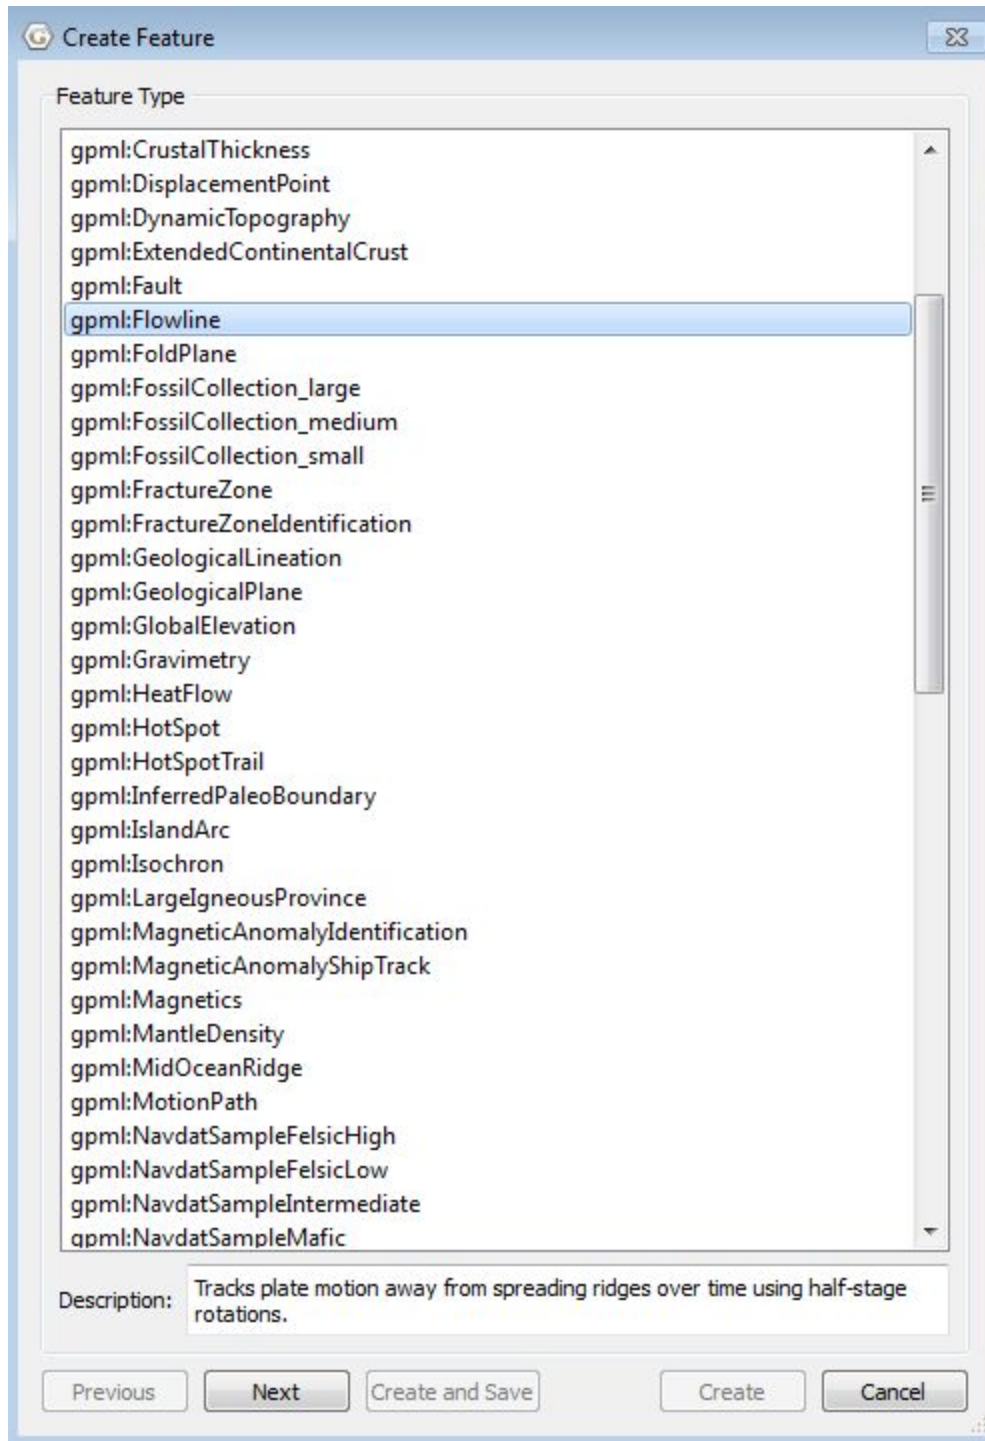 Create Feature
Feature Type
gpml:CrustalThickness
gpml:DisplacementPoint
gpml:DynamicTopography
gpml:ExtendedContinentalCrust
gpml:Fault
gpml:Flowline
gpml:FoldPlane
gpml:FossilCollection_large
gpml:FossilCollection_medium
gpml:FossilCollection_small
gpml:FractureZone
gpml:FractureZoneIdentification
gpml:GeologicalLineation
gpml:GeologicalPlane
gpml:GlobalElevation
gpml:Gravimetry
gpml:HeatFlow
gpml:HotSpot
gpml:HotSpotTrail
gpml:InferredPaleoBoundary
gpml:IslandArc
gpml:Isochron
gpml:LargeIgneousProvince
gpml:MagneticAnomalyIdentification
gpml:MagneticAnomalyShipTrack
gpml:Magnetics
gpml:MantleDensity
gpml:MidOceanRidge
gpml:MotionPath
gpml:NavdatSampleFelsicHigh
gpml:NavdatSampleFelsicLow
gpml:NavdatSampleIntermediate
gpml:NavdatSampleMafic
Description: Tracks plate motion away from spreading ridges over time using half-stage
rotations.
Previous Next Create and Save Create Cancel